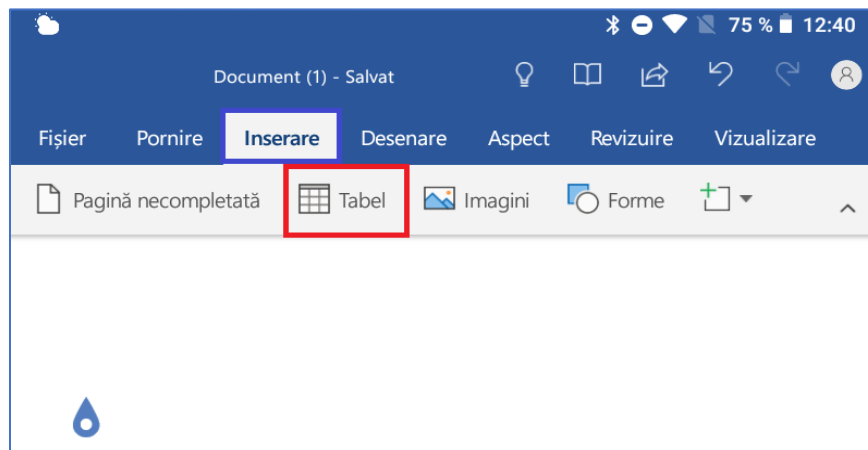 75 % 12:40
Document (1) - Salvat
Fișier Pornire Inserare Desenare Aspect Revizuire Vizualizare
Pagină necompletată Tabel Imagini Forme